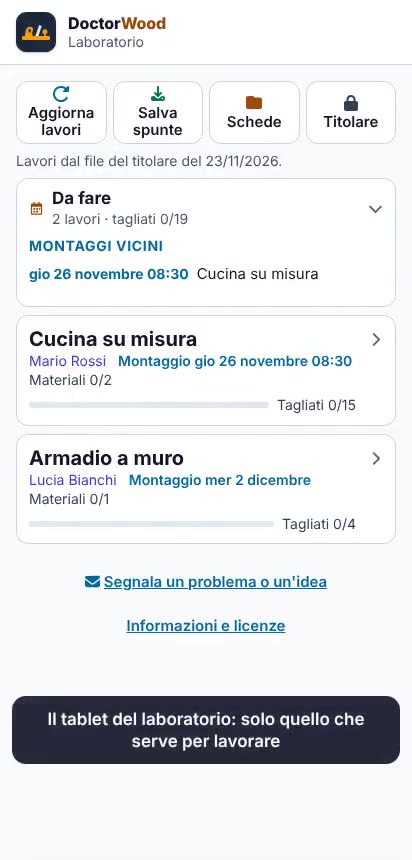 DoctorWood
Laboratorio
Aggiorna
lavori
Salva
spunte
Schede
Titolare
Lavori dal file del titolare del 23/11/2026.
Da fare
2 lavori · tagliati 0/19
MONTAGGI VICINI
gio 26 novembre 08:30 Cucina su misura
Cucina su misura
Mario Rossi Montaggio gio 26 novembre 08:30
Materiali 0/2
Tagliati 0/15
Armadio a muro
Lucia Bianchi Montaggio mer 2 dicembre
Materiali 0/1
Tagliati 0/4
Segnala un problema o un'idea
Informazioni e licenze
Il tablet del laboratorio: solo quello che
serve per lavorare